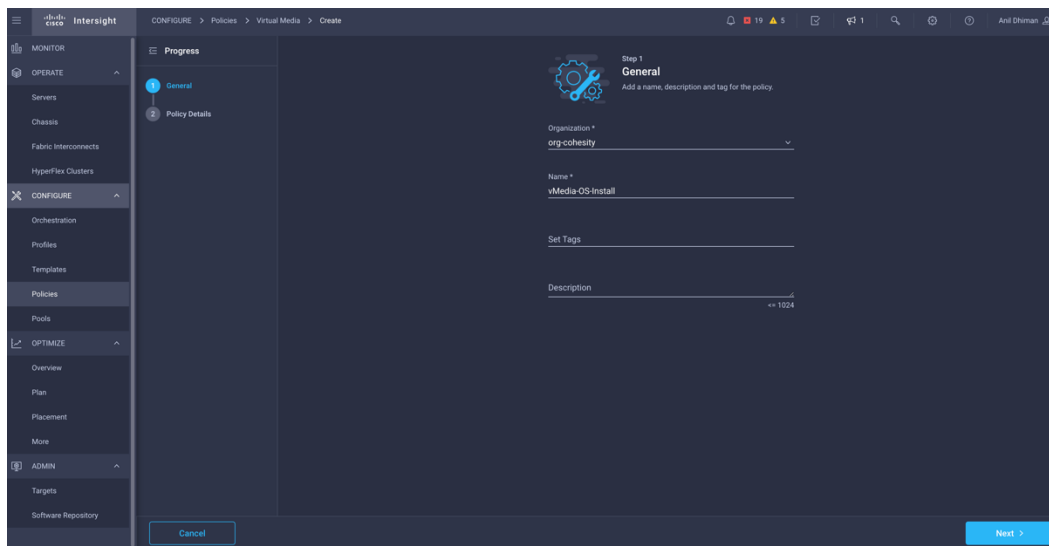 cisco Intersight
CONFIGURE > Policies > Virtual Media > Create
19 5
1
Anil Dhiman
MONITOR
OPERATE
Servers
Chassis
Fabric Interconnects
HyperFlex Clusters
CONFIGURE
Orchestration
Profiles
Templates
Policies
Pools
OPTIMIZE
Overview
Plan
Placement
More
ADMIN
Targets
Software Repository
Progress
1 General
2 Policy Details
Step 1
General
Add a name, description and tag for the policy.
Organization *
org-cohesity
Name *
vMedia-OS-Install
Set Tags
Description
<= 1024
Cancel
Next >